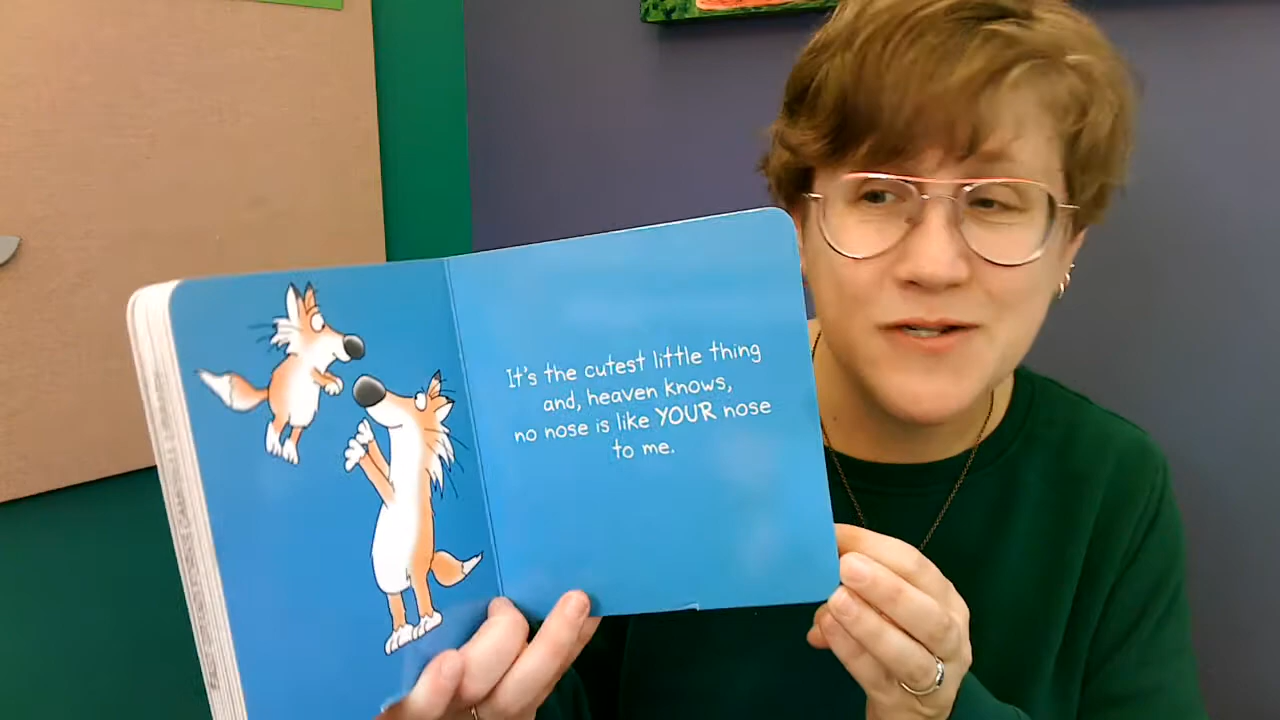 It's the cutest little thing
and, heaven knows,
no nose is like YOUR nose
to me.